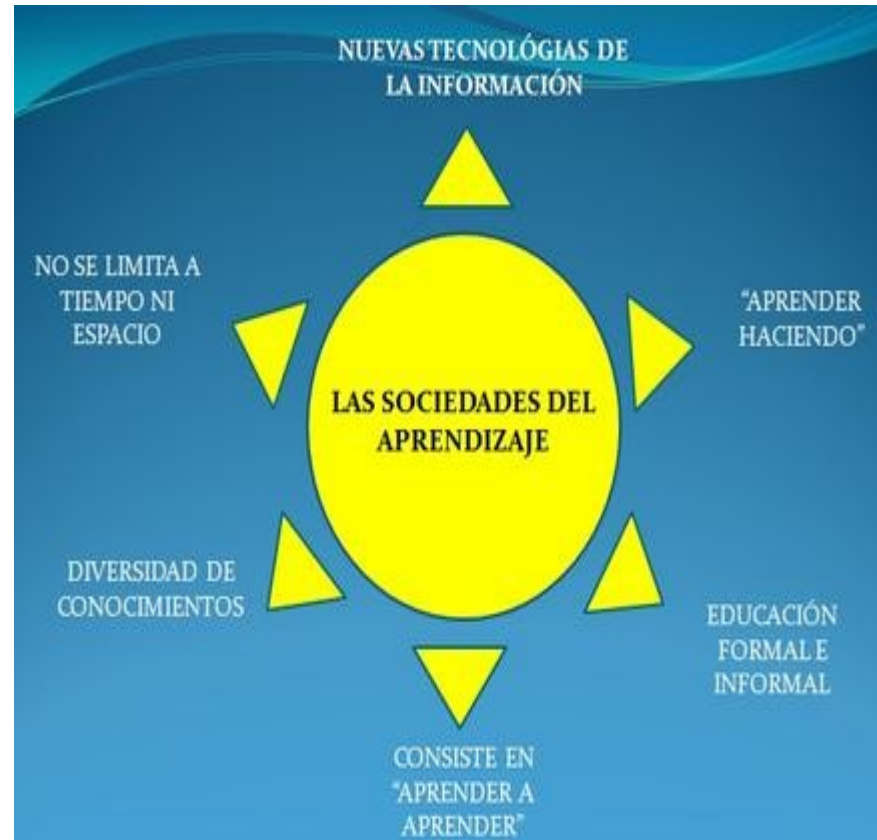 NUEVAS TECNOLÓGIAS DE
LA INFORMACIÓN
NO SE LIMITA A
TIEMPO NI
ESPACIO
"APRENDER
HACIENDO"
LAS SOCIEDADES DEL
APRENDIZAJE
DIVERSIDAD DE
CONOCIMIENTOS
EDUCACIÓN
FORMAL E
INFORMAL
CONSISTE EN
"APRENDER A
APRENDER"